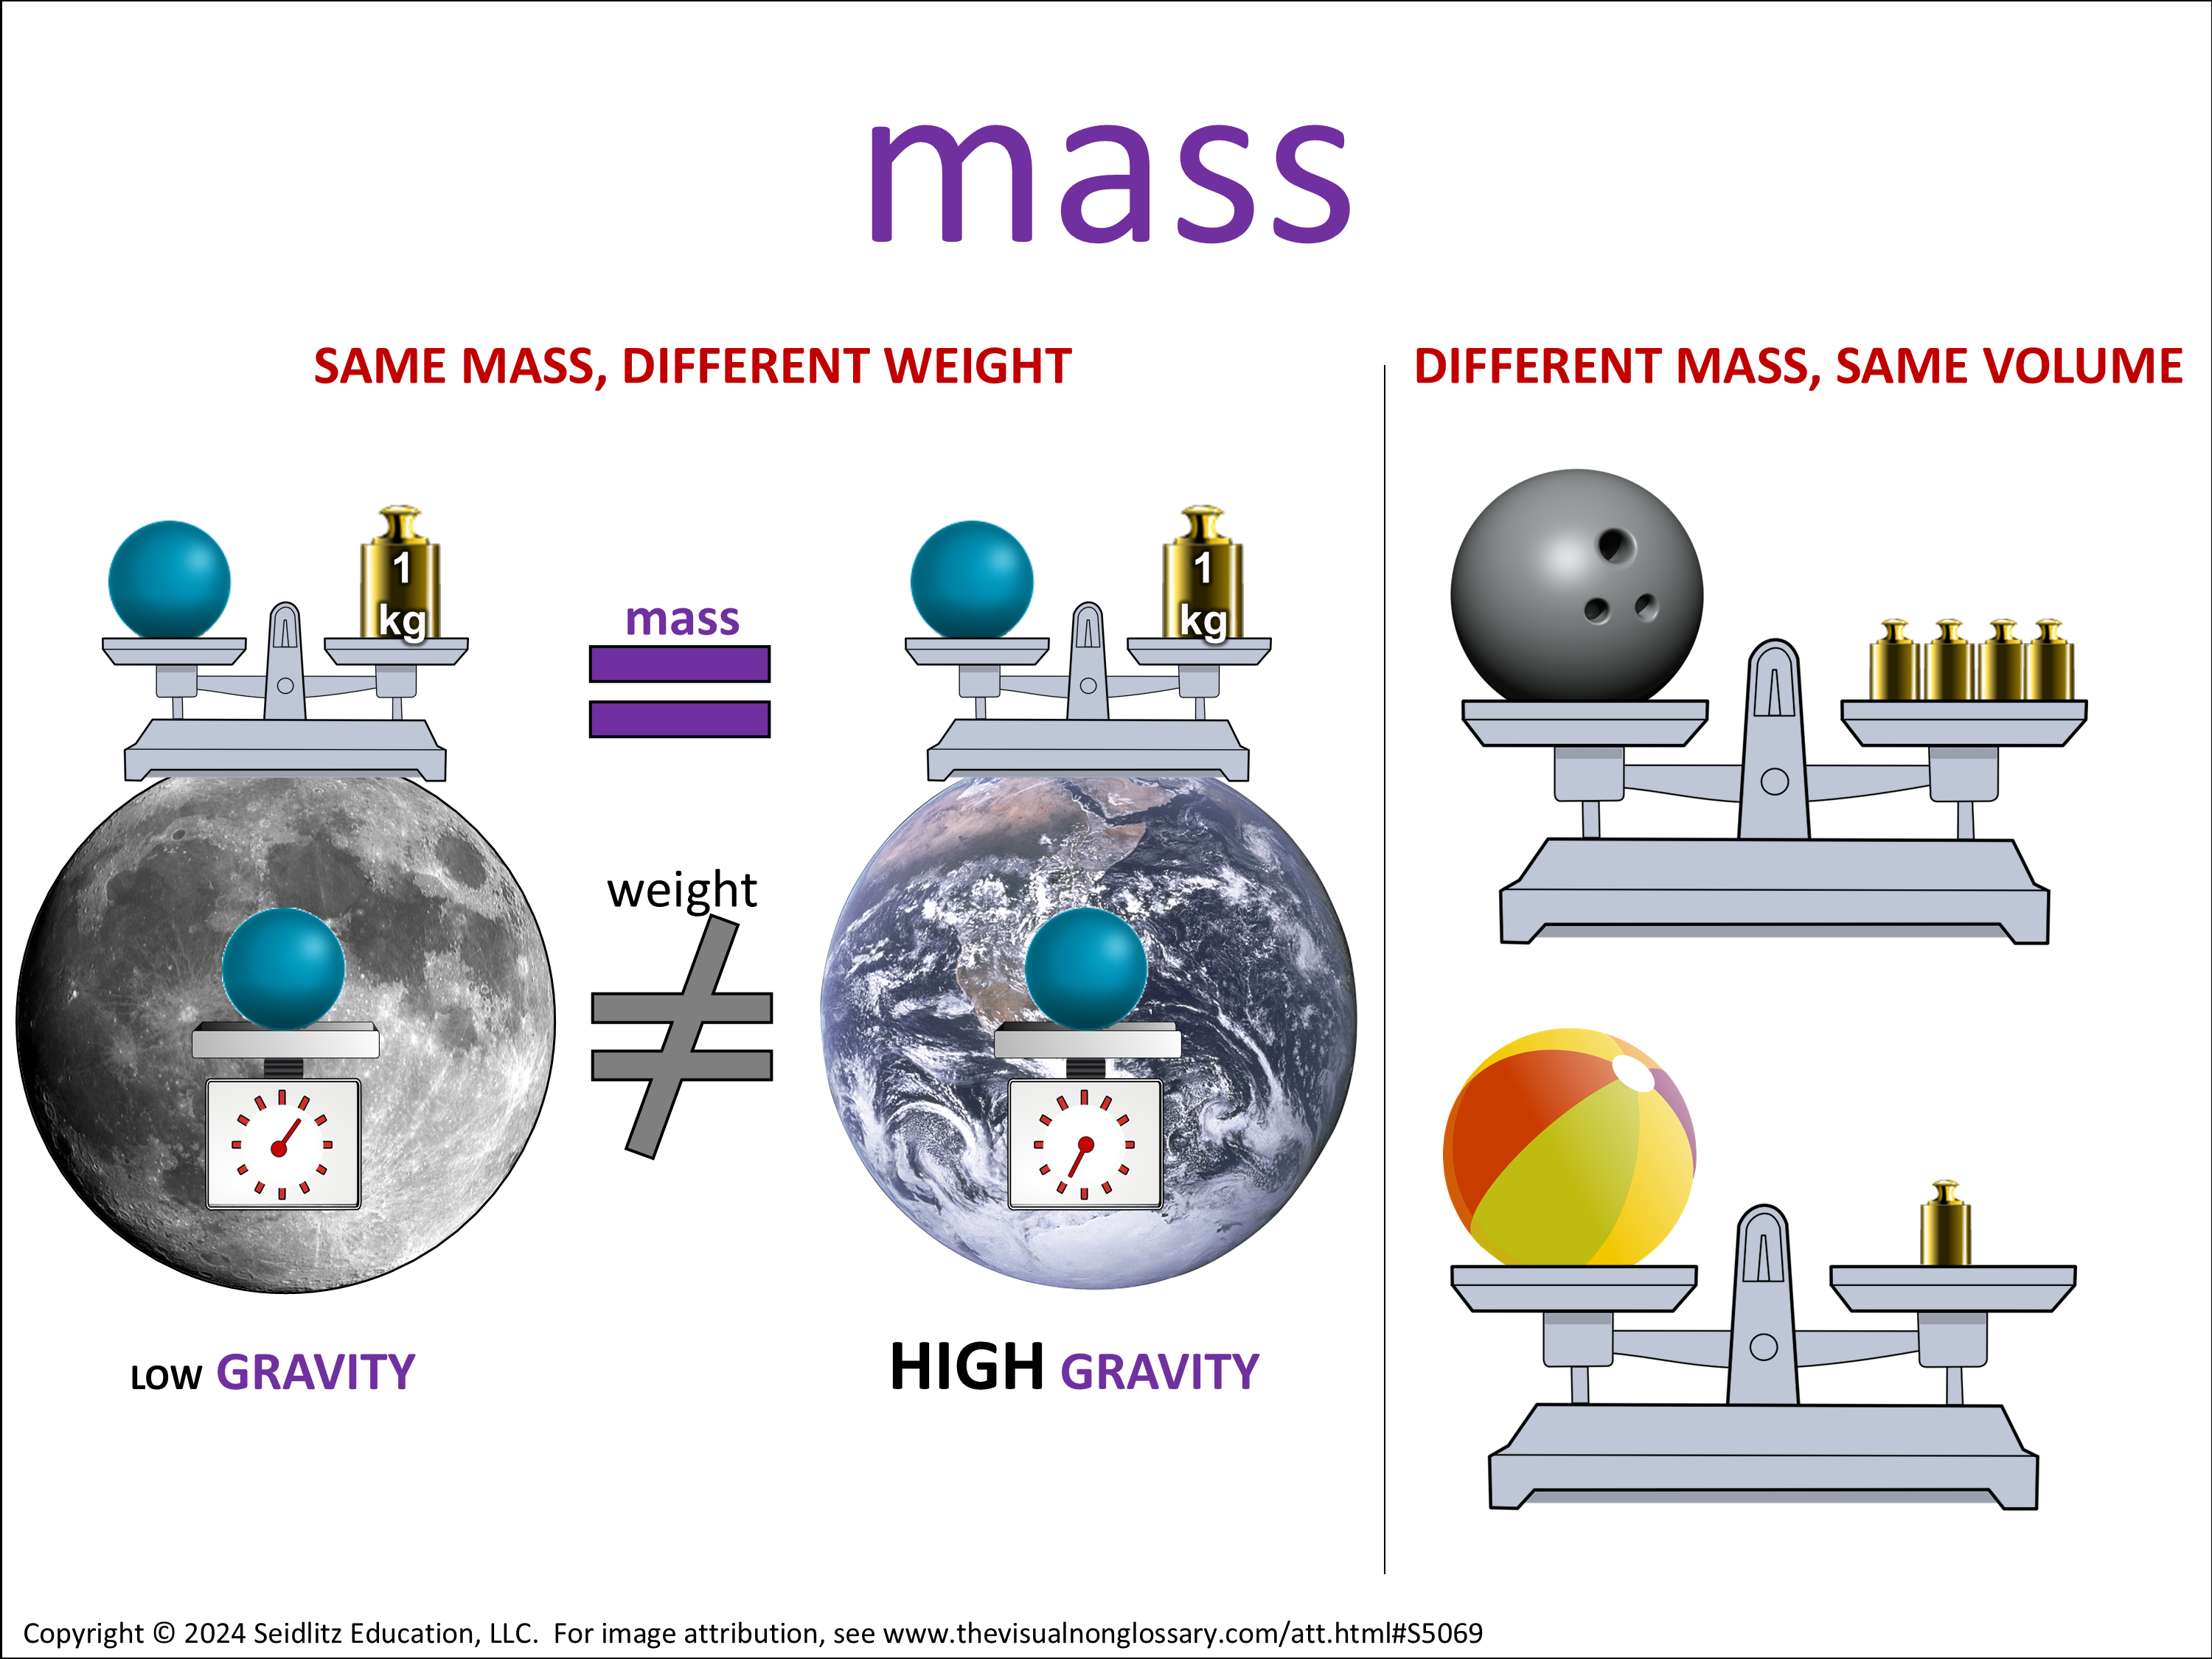 mass
SAME MASS, DIFFERENT WEIGHT
1
kg
mass
1
kg
weight
LOW GRAVITY
HIGH GRAVITY
DIFFERENT MASS, SAME VOLUME
Copyright © 2024 Seidlitz Education, LLC.  For image attribution, see www.thevisualnonglossary.com/att.html#S5069